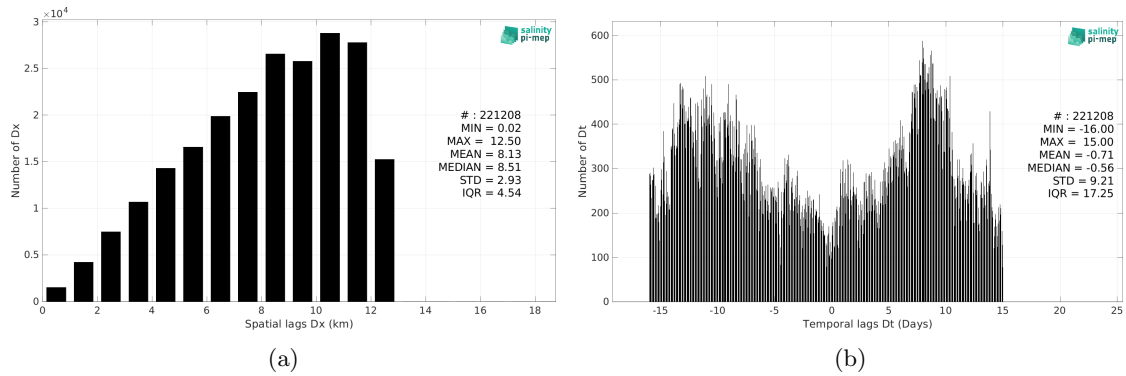 ×10⁴
3
2.5
2
1.5
1
0.5
0
Number of Dx
0 2 4 6 8 10 12 14 16 18
Spatial lags Dx (km)
salinity
pi-mep
# : 221208
MIN = 0.02
MAX = 12.50
MEAN = 8.13
MEDIAN = 8.51
STD = 2.93
IQR = 4.54
(a)
600
500
400
300
200
100
0
Number of Dt
-15 -10 -5 0 5 10 15 20 25
Temporal lags Dt (Days)
salinity
pi-mep
# : 221208
MIN = -16.00
MAX = 15.00
MEAN = -0.71
MEDIAN = -0.56
STD = 9.21
IQR = 17.25
(b)